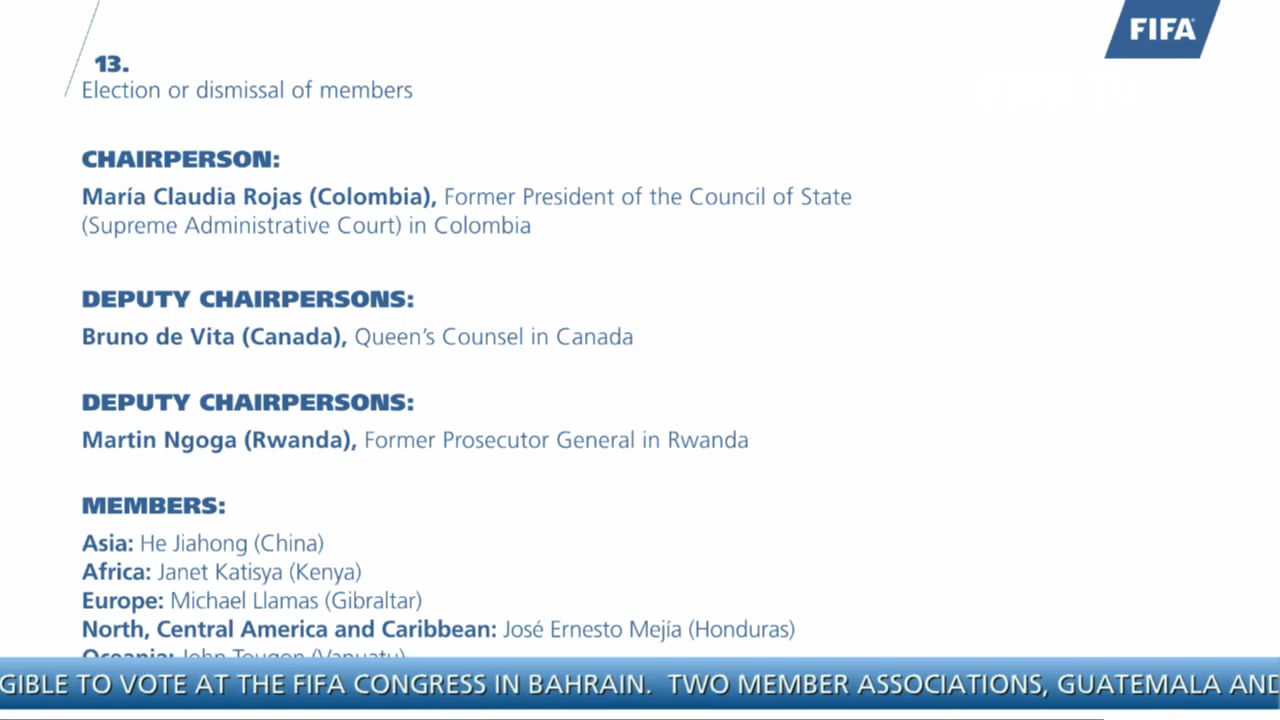 FIFA
13.
Election or dismissal of members
CHAIRPERSON:
María Claudia Rojas (Colombia), Former President of the Council of State
(Supreme Administrative Court) in Colombia
DEPUTY CHAIRPERSONS:
Bruno de Vita (Canada), Queen’s Counsel in Canada
DEPUTY CHAIRPERSONS:
Martin Ngoga (Rwanda), Former Prosecutor General in Rwanda
MEMBERS:
Asia: He Jiahong (China)
Africa: Janet Katisya (Kenya)
Europe: Michael Llamas (Gibraltar)
North, Central America and Caribbean: José Ernesto Mejía (Honduras)
Oceania: John (Vanuatu)
GIBLE TO VOTE AT THE FIFA CONGRESS IN BAHRAIN. TWO MEMBER ASSOCIATIONS, GUATEMALA AND